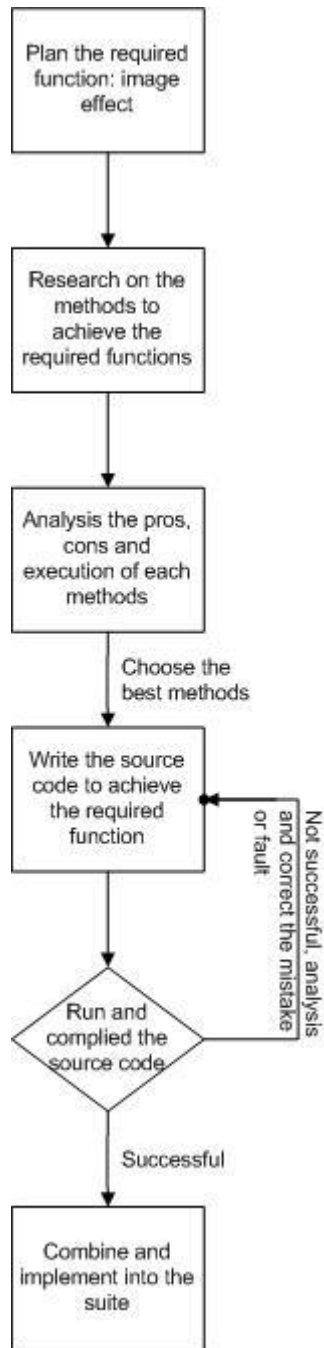 Plan the required
function: image
effect
Research on the
methods to
achieve the
required functions
Analysis the pros,
cons and
execution of each
methods
Choose the
best methods
Write the source
code to achieve
the required
function
Not successful, analysis
and correct the mistake
or fault
Run and
complied the
source code
Successful
Combine and
implement into the
suite